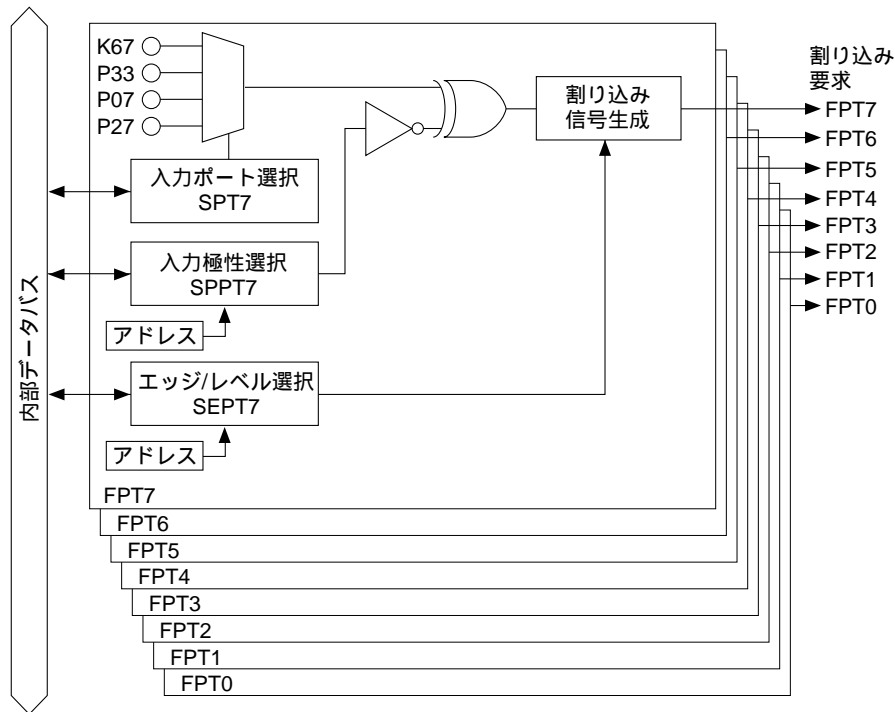 K67
P33
P07
P27
入力ポート選択
SPT7
入力極性選択
SPPT7
アドレス
エッジ/レベル選択
SEPT7
アドレス
割り込み
信号生成
内部データバス
FPT7
FPT6
FPT5
FPT4
FPT3
FPT2
FPT1
FPT0
割り込み
要求
FPT7
FPT6
FPT5
FPT4
FPT3
FPT2
FPT1
FPT0